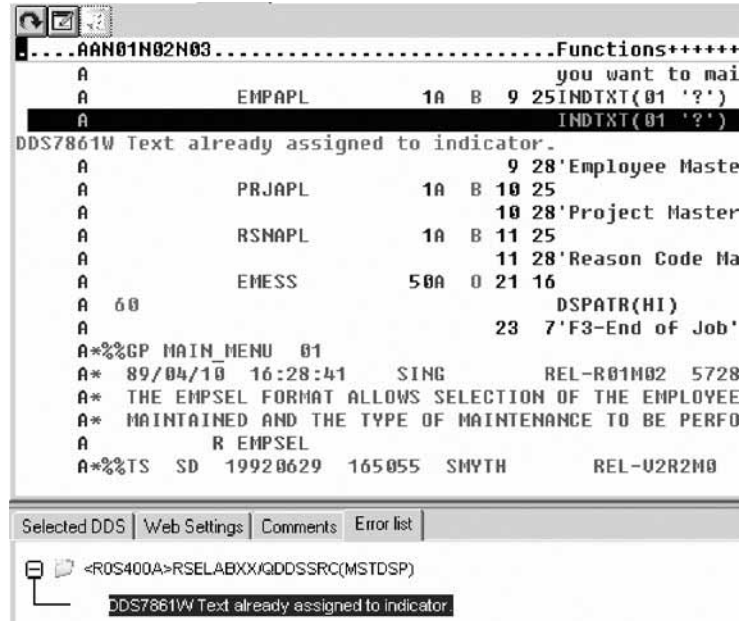 .....AAN01N02N03..............................Functions++++++
A you want to mai
A EMPAPL 1A B 9 25INDTXT(01 '?')
A INDTXT(01 '?')
DDS7861W Text already assigned to indicator.
A 9 28'Employee Maste
A PRJAPL 1A B 10 25
A 10 28'Project Master
A RSNAPL 1A B 11 25
A 11 28'Reason Code Ma
A EMESS 50A O 21 16
A 60 DSPATR(HI)
A 23 7'F3-End of Job'
A*%%GP MAIN_MENU 01
A* 89/04/10 16:28:41 SING REL-R01M02 5728
A* THE EMPSEL FORMAT ALLOWS SELECTION OF THE EMPLOYEE
A* MAINTAINED AND THE TYPE OF MAINTENANCE TO BE PERFO
A R EMPSEL
A*%%TS SD 19920629 165055 SMYTH REL-V2R2M0
Selected DDS Web Settings Comments Error list
<R0S400A>RSELABXX/QDDSSRC(MSTDSP)
DDS7861W Text already assigned to indicator.